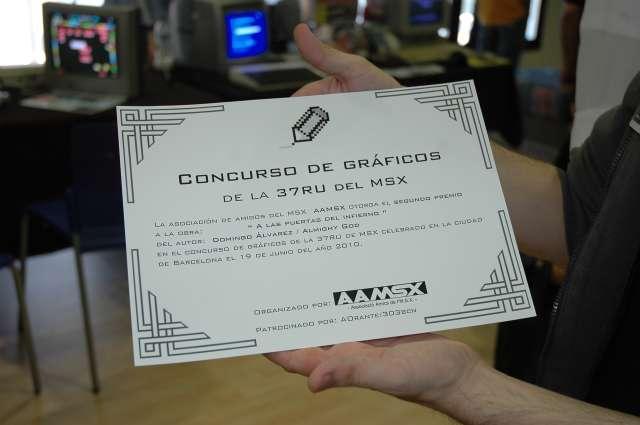 Concurso de gráficos
de la 37RU del MSX
La asociación de amigos del MSX AAMSX otorga el segundo premio
a la obra: " A las puertas del infierno "
del autor: Domingo Álvarez / Almighy God
en el concurso de gráficos de la 37RU de MSX celebrado en la ciudad
de Barcelona el 19 de junio del año 2010.
Organizado por: AAMSX
Patrocinado por: